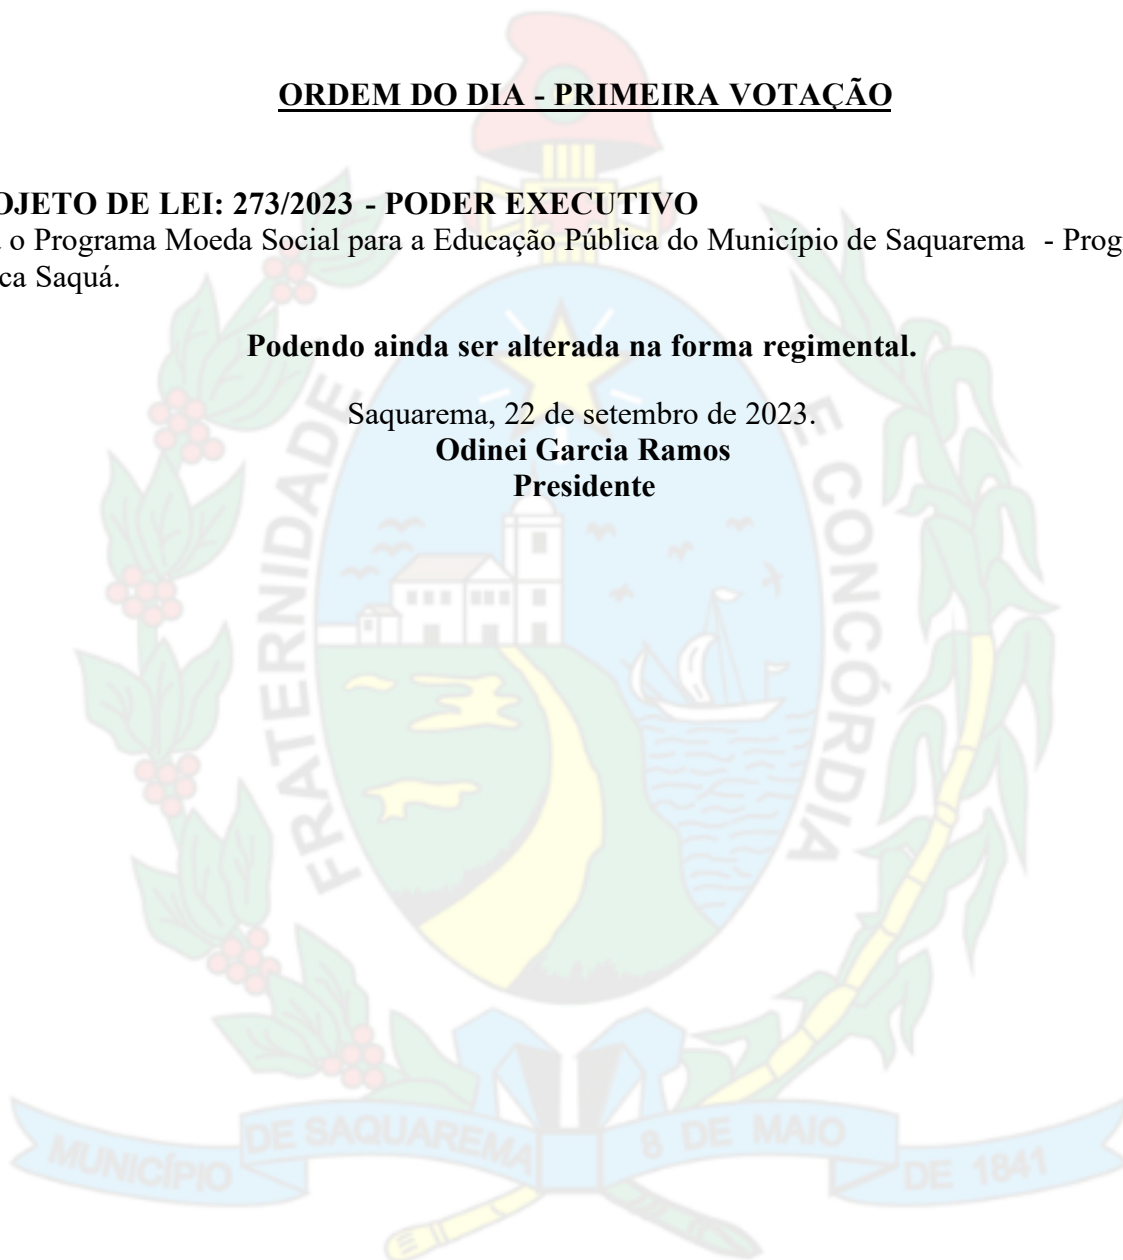 ORDEM DO DIA - PRIMEIRA VOTAÇÃO
OJETO DE LEI: 273/2023 - PODER EXECUTIVO
o Programa Moeda Social para a Educação Pública do Município de Saquarema - Prog
ca Saquá.
Podendo ainda ser alterada na forma regimental.
Saquarema, 22 de setembro de 2023.
Odinei Garcia Ramos
Presidente
FRATERNIDADE E CONCÓRDIA
MUNICÍPIO DE SAQUAREMA 8 DE MAIO DE 1841